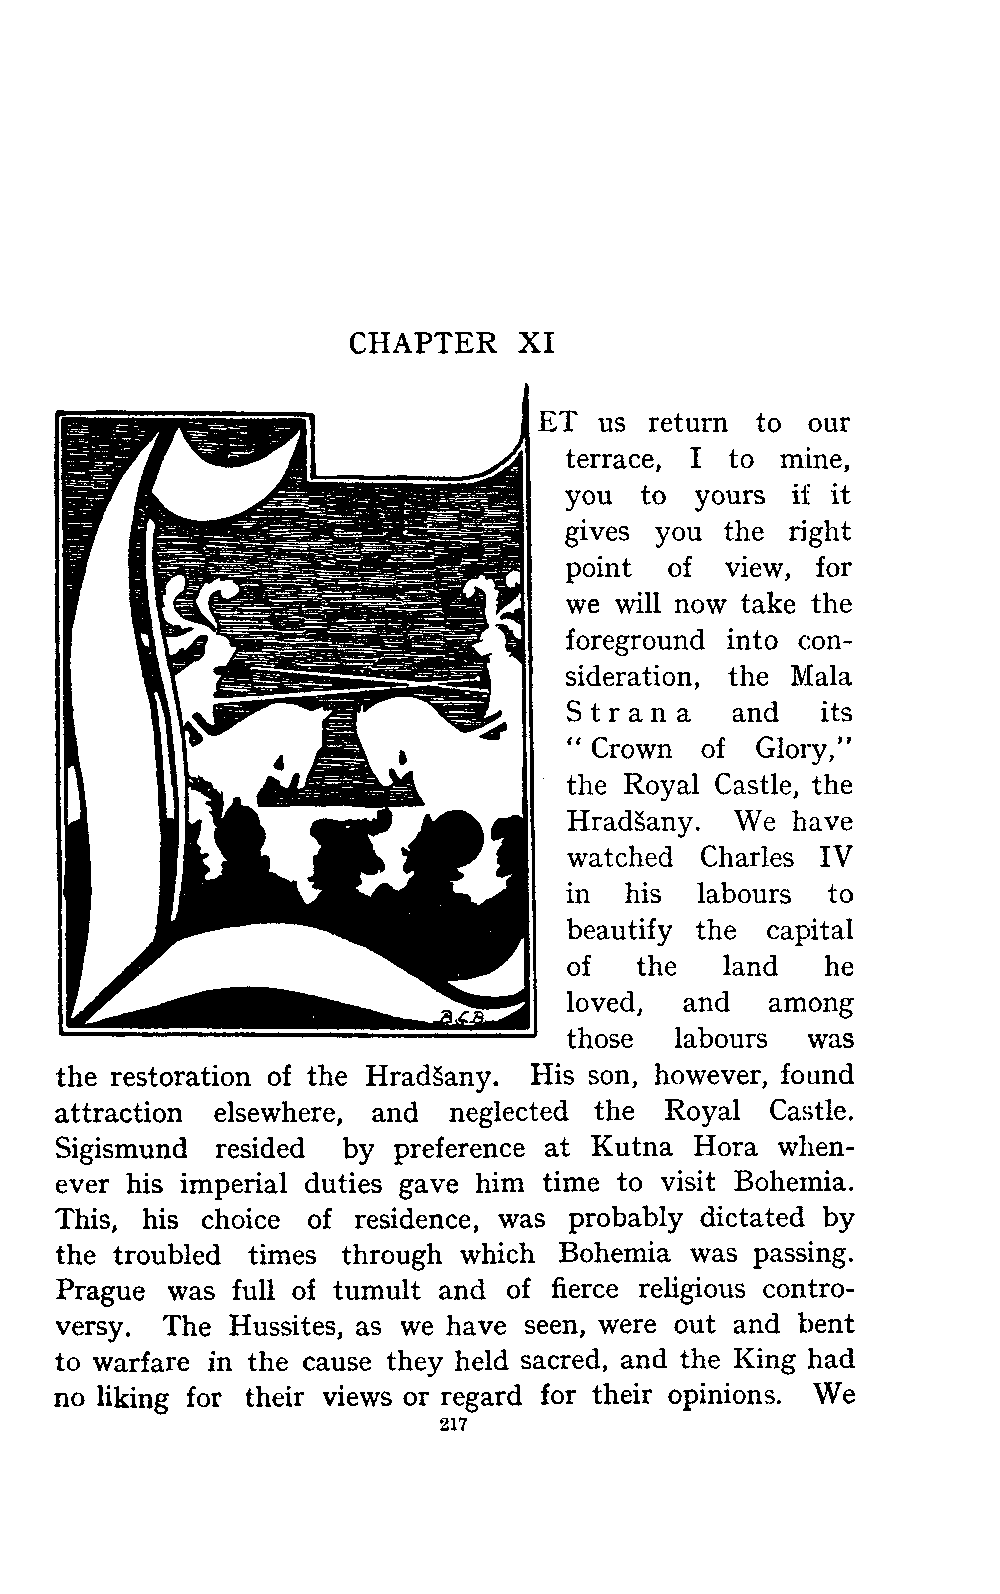 CHAPTER XI
LET us return to our
terrace, I to mine,
you to yours if it
gives you the right
point of view, for
we will now take the
foreground into con-
sideration, the Mala
Strana and its
“ Crown of Glory,”
the Royal Castle, the
Hradšany. We have
watched Charles IV
in his labours to
beautify the capital
of the land he
loved, and among
those labours was
the restoration of the Hradšany. His son, however, found
attraction elsewhere, and neglected the Royal Castle.
Sigismund resided by preference at Kutna Hora when-
ever his imperial duties gave him time to visit Bohemia.
This, his choice of residence, was probably dictated by
the troubled times through which Bohemia was passing.
Prague was full of tumult and of fierce religious contro-
versy. The Hussites, as we have seen, were out and bent
to warfare in the cause they held sacred, and the King had
no liking for their views or regard for their opinions. We
217